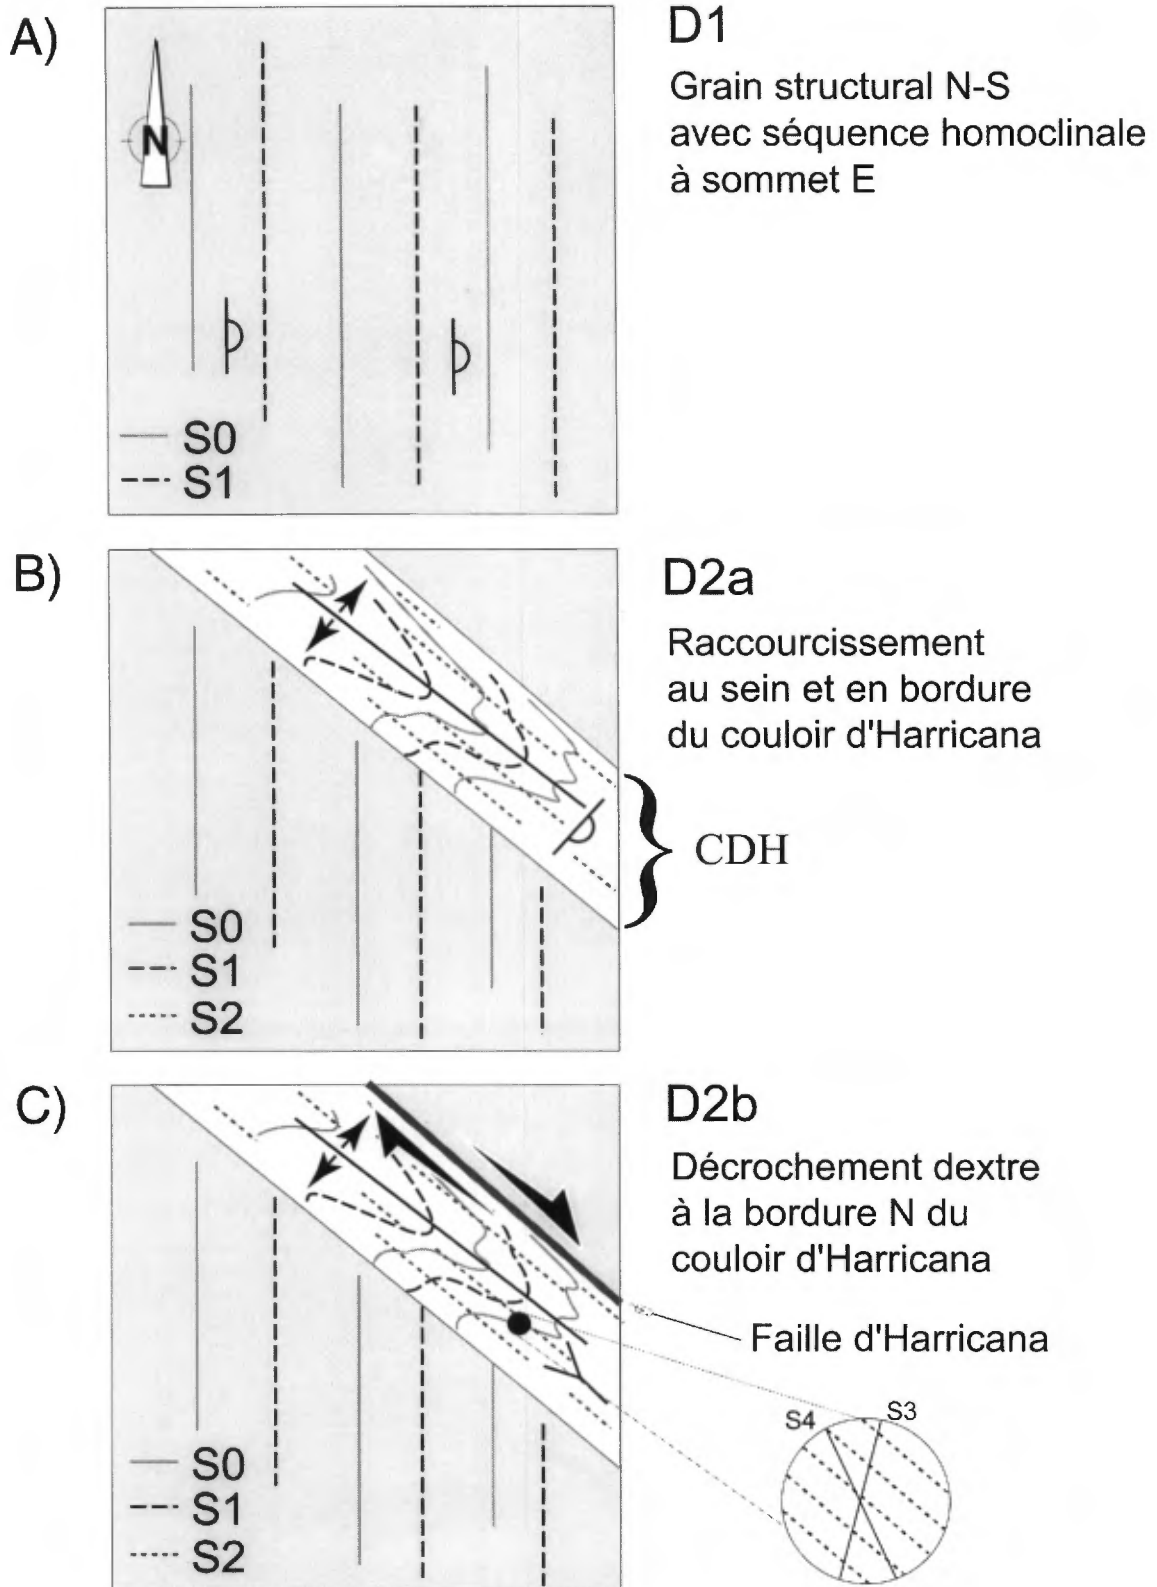 A)
N
S0
S1
D1
Grain structural N-S
avec séquence homoclinale
à sommet E
B)
S0
S1
S2
D2a
Raccourcissement
au sein et en bordure
du couloir d'Harricana
CDH
C)
S0
S1
S2
D2b
Décrochement dextre
à la bordure N du
couloir d'Harricana
Faille d'Harricana
S4
S3